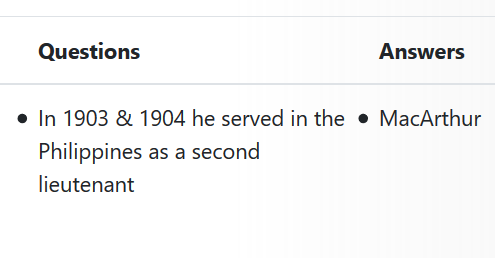 Questions Answers
In 1903 & 1904 he served in the MacArthur
Philippines as a second
lieutenant